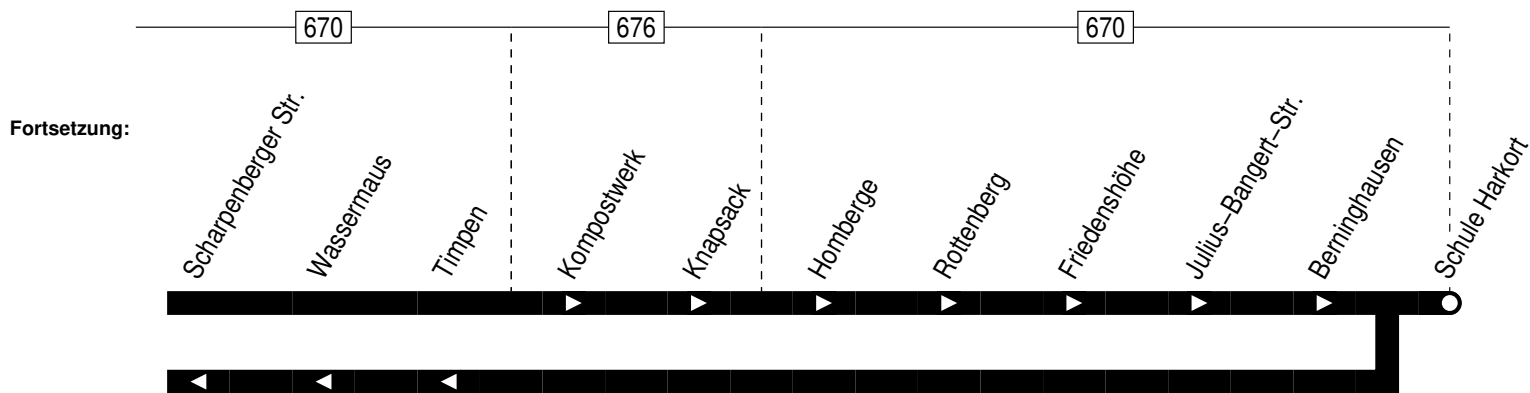 670
676
670
Fortsetzung:
Scharpenberger Str.
Wassermaus
Timpen
Kompostwerk
Knapsack
Homberge
Rottenberg
Friedenshöhe
Julius−Bangert−Str.
Berninghausen
Schule Harkort